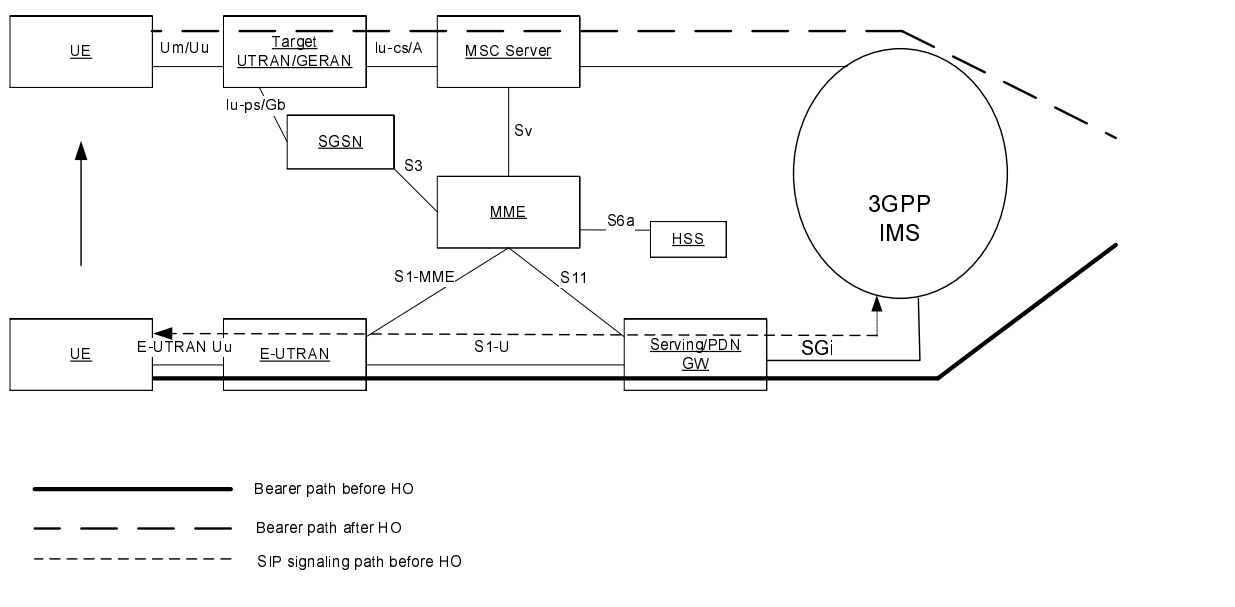 UE
Um/Uu
Target
UTRAN/GERAN
Iu-cs/A
MSC Server
Iu-ps/Gb
SGSN
S3
Sv
MME
S6a
HSS
3GPP
IMS
S1-MME
S11
UE
E-UTRAN Uu
E-UTRAN
S1-U
Serving/PDN
GW
SGi
Bearer path before HO
Bearer path after HO
SIP signaling path before HO